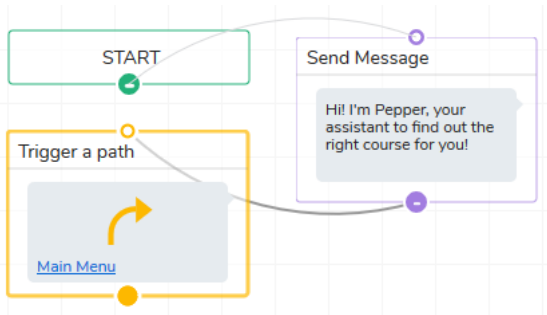 START
Send Message
Hi! I'm Pepper, your
assistant to find out the
right course for you!
Trigger a path
Main Menu